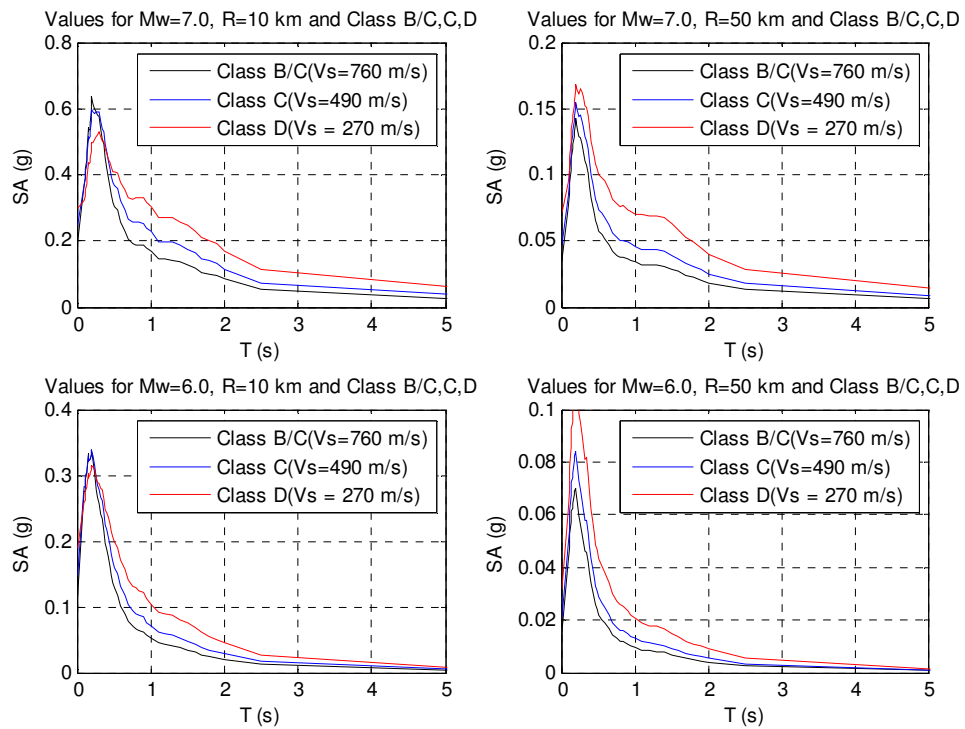 Values for Mw=7.0, R=10 km and Class B/C,C,D
0.8
0.6
0.4
0.2
0
SA (g)
Class B/C(Vs=760 m/s)
Class C(Vs=490 m/s)
Class D(Vs = 270 m/s)
0 1 2 3 4 5
T (s)
Values for Mw=7.0, R=50 km and Class B/C,C,D
0.2
0.15
0.1
0.05
0
SA (g)
Class B/C(Vs=760 m/s)
Class C(Vs=490 m/s)
Class D(Vs = 270 m/s)
0 1 2 3 4 5
T (s)
Values for Mw=6.0, R=10 km and Class B/C,C,D
0.4
0.3
0.2
0.1
0
SA (g)
Class B/C(Vs=760 m/s)
Class C(Vs=490 m/s)
Class D(Vs = 270 m/s)
0 1 2 3 4 5
T (s)
Values for Mw=6.0, R=50 km and Class B/C,C,D
0.1
0.08
0.06
0.04
0.02
0
SA (g)
Class B/C(Vs=760 m/s)
Class C(Vs=490 m/s)
Class D(Vs = 270 m/s)
0 1 2 3 4 5
T (s)